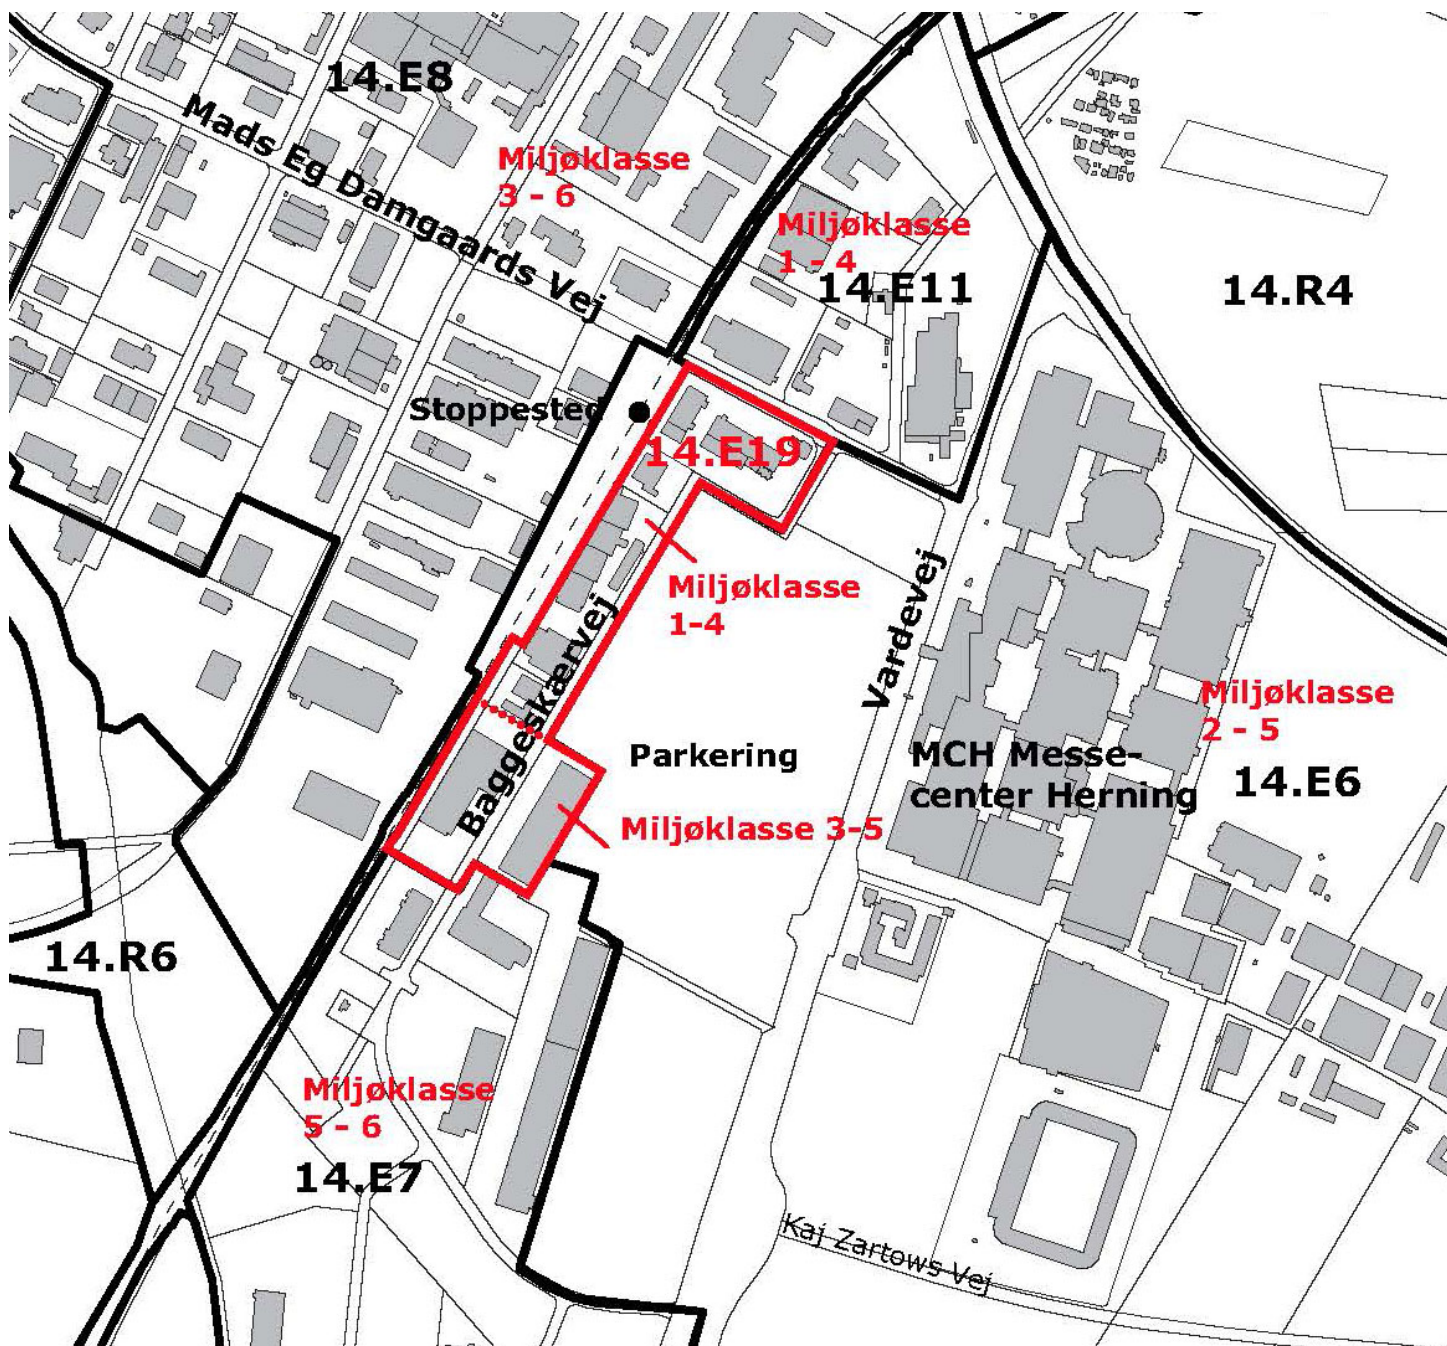 14.E8
Mads Eg Damgaards Vej
Miljøklasse
3 - 6
Miljøklasse
1 - 4
14.E11
14.R4
Stoppested
14.E19
Miljøklasse
1-4
Baggeskærvej
Vardevej
Miljøklasse
2 - 5
Parkering
MCH Messe-
center Herning
14.E6
Miljøklasse 3-5
14.R6
Miljøklasse
5 - 6
14.E7
Kaj Zartows Vej